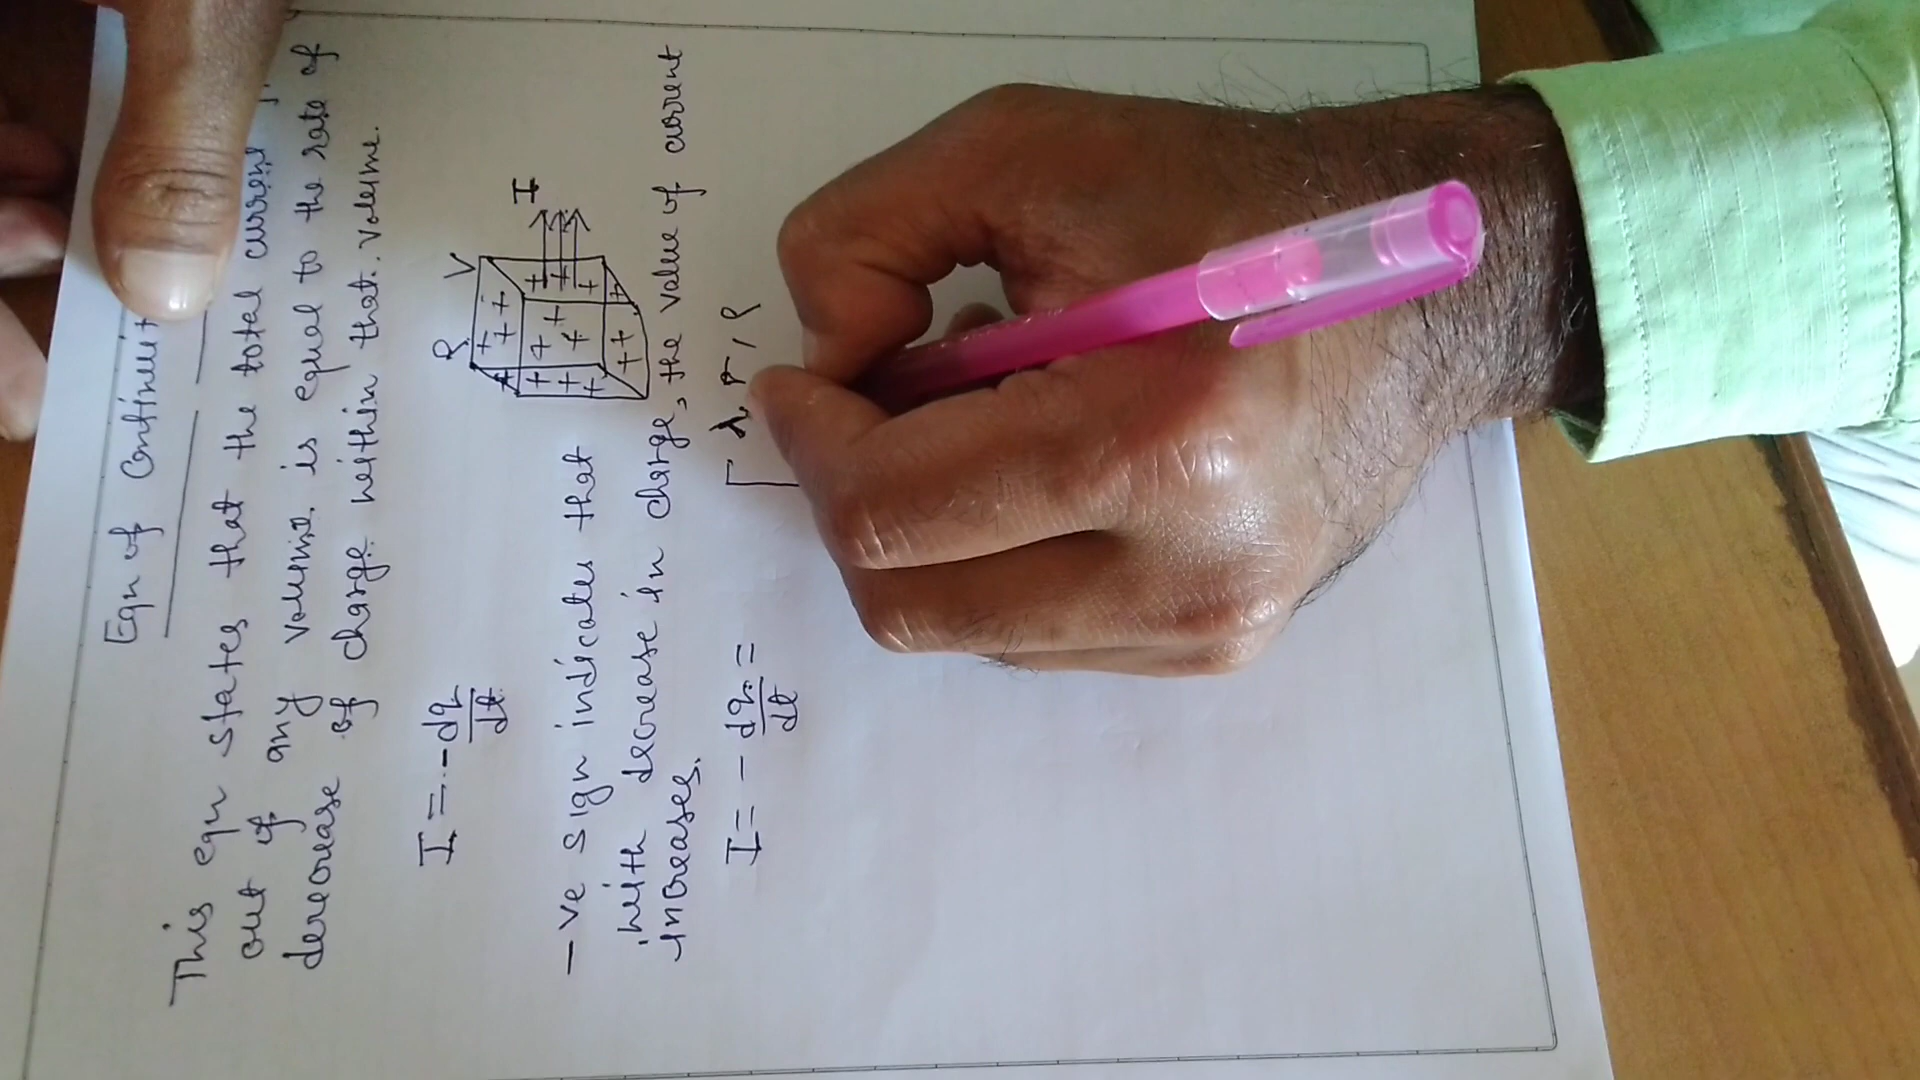 Eqn of Continuit
This eqn states that the total current
out of any volume is equal to the rate of
decrease of charge within that volume.
I = - dq/dt
V
I
-ve sign indicates that
with decrease in charge, the value of current
increases.
I = - dq/dt = [ λ, σ, ρ